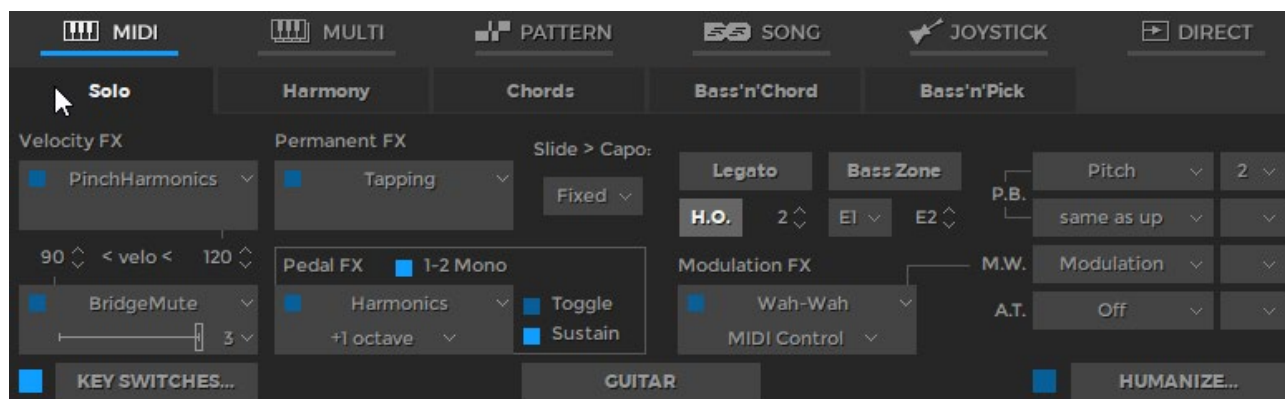 MIDI MULTI PATTERN SONG JOYSTICK DIRECT
Solo Harmony Chords Bass'n'Chord Bass'n'Pick
Velocity FX Permanent FX Slide > Capo:
PinchHarmonics Tapping Fixed Legato Bass Zone P.B. Pitch 2
H.O. 2 E1 E2 same as up
90 < velo < 120 Pedal FX 1-2 Mono Modulation FX M.W. Modulation
BridgeMute Harmonics Toggle Wah-Wah A.T. Off
3 +1 octave Sustain MIDI Control
KEY SWITCHES... GUITAR HUMANIZE...